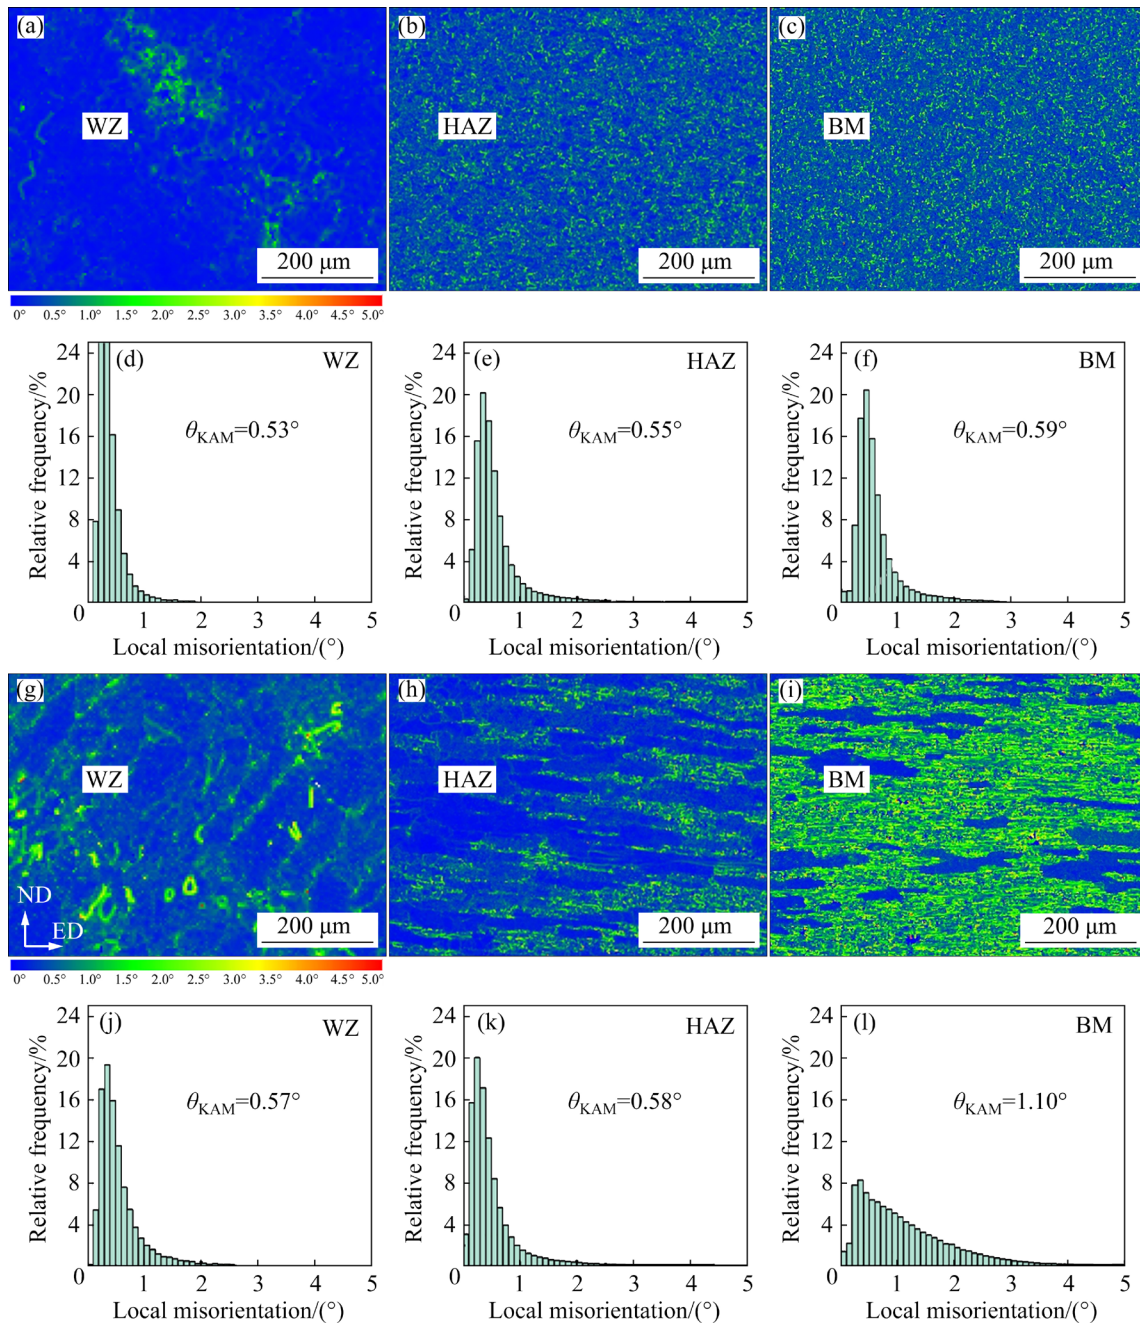 (a) (b) (c)
WZ HAZ BM
200 μm 200 μm 200 μm
0° 0.5° 1.0° 1.5° 2.0° 2.5° 3.0° 3.5° 4.0° 4.5° 5.0°
(d) WZ
24
20
16
12
8
4
0
1 2 3 4 5
θKAM=0.53°
Relative frequency/%
Local misorientation/(°)
(e) HAZ
24
20
16
12
8
4
0
1 2 3 4 5
θKAM=0.55°
Relative frequency/%
Local misorientation/(°)
(f) BM
24
20
16
12
8
4
0
1 2 3 4 5
θKAM=0.59°
Relative frequency/%
Local misorientation/(°)
(g) (h) (i)
WZ HAZ BM
ND
ED
200 μm 200 μm 200 μm
0° 0.5° 1.0° 1.5° 2.0° 2.5° 3.0° 3.5° 4.0° 4.5° 5.0°
(j) WZ
24
20
16
12
8
4
0
1 2 3 4 5
θKAM=0.57°
Relative frequency/%
Local misorientation/(°)
(k) HAZ
24
20
16
12
8
4
0
1 2 3 4 5
θKAM=0.58°
Relative frequency/%
Local misorientation/(°)
(l) BM
24
20
16
12
8
4
0
1 2 3 4 5
θKAM=1.10°
Relative frequency/%
Local misorientation/(°)